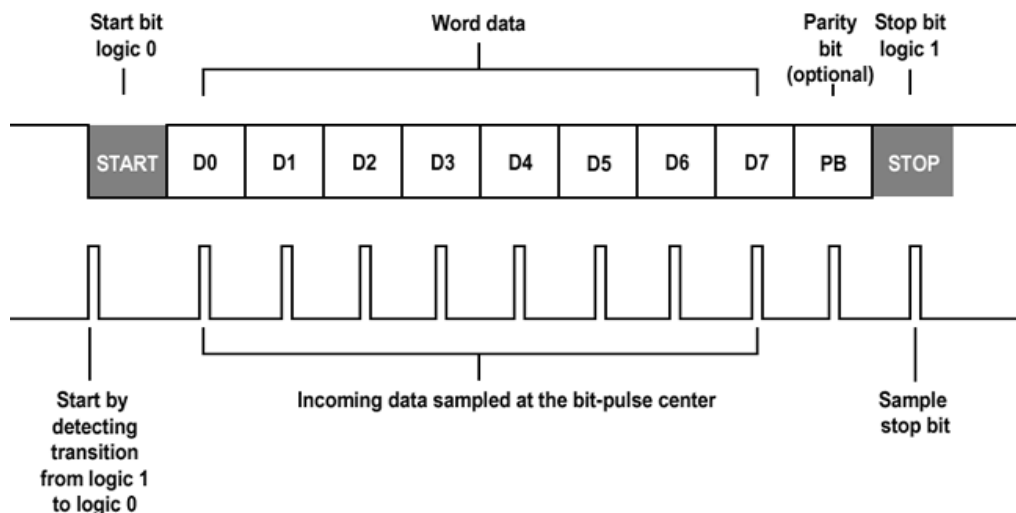 Start bit
logic 0
Word data
Parity
bit
(optional)
Stop bit
logic 1
START
D0
D1
D2
D3
D4
D5
D6
D7
PB
STOP
Start by
detecting
transition
from logic 1
to logic 0
Incoming data sampled at the bit-pulse center
Sample
stop bit